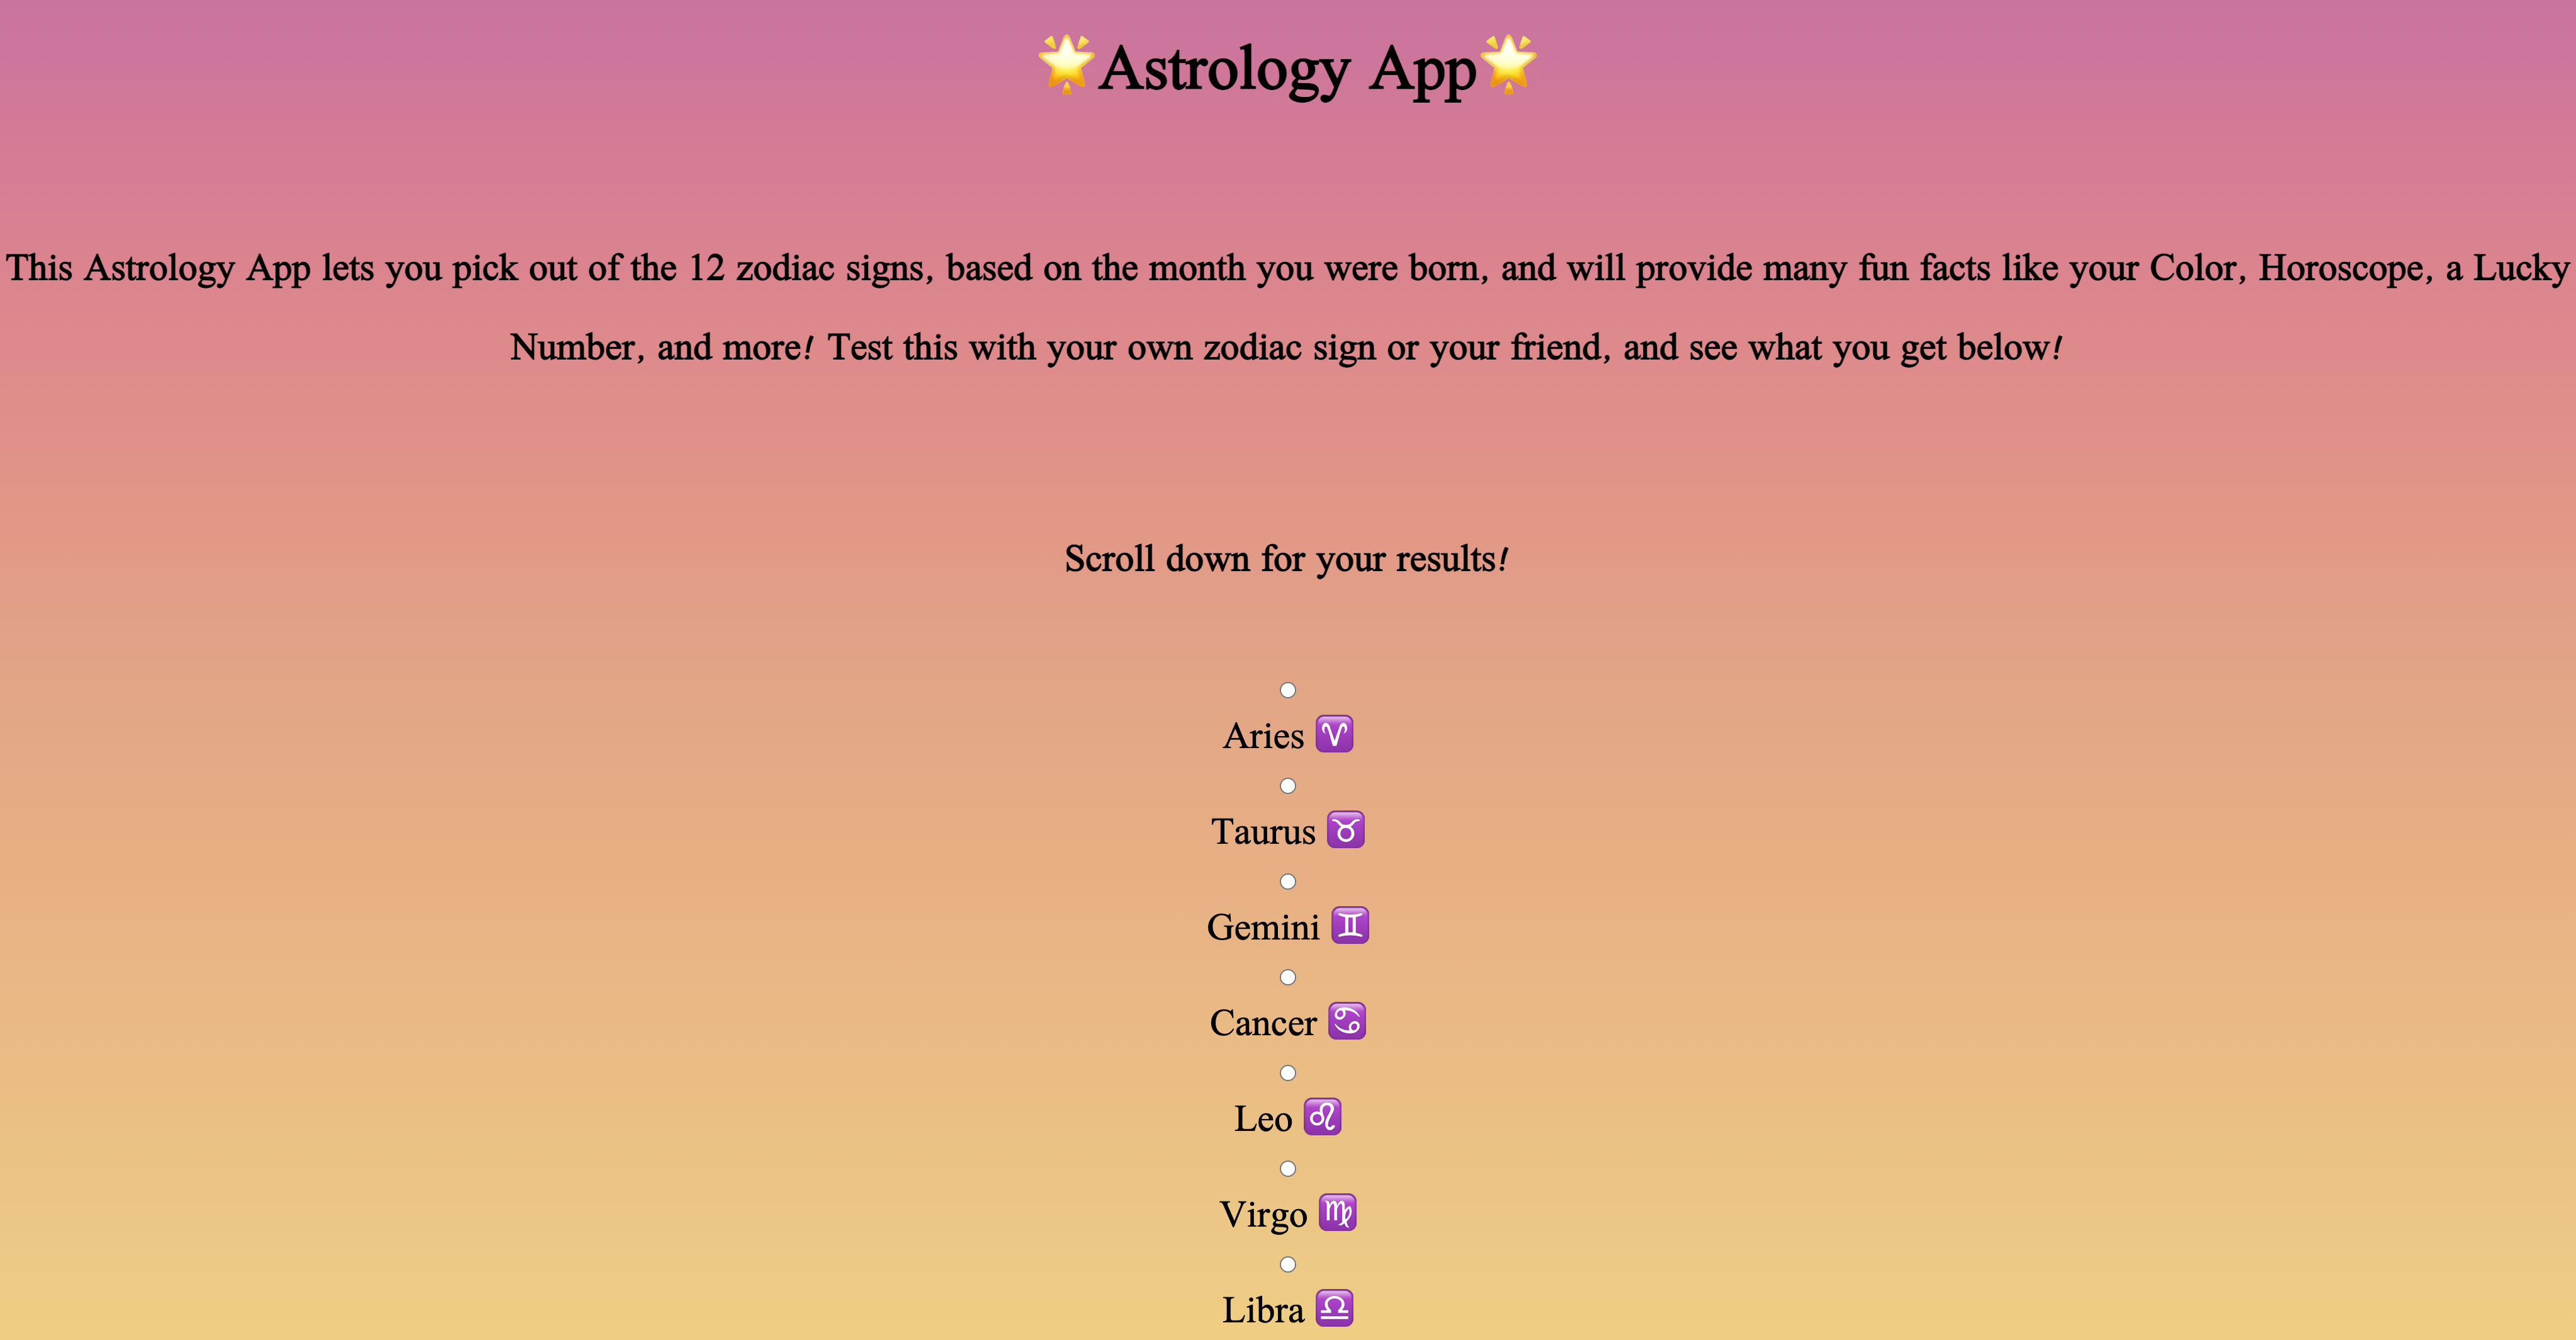 🌟Astrology App🌟
This Astrology App lets you pick out of the 12 zodiac signs, based on the month you were born, and will provide many fun facts like your Color, Horoscope, a Lucky
Number, and more! Test this with your own zodiac sign or your friend, and see what you get below!
Scroll down for your results!
Aries ♈
Taurus ♉
Gemini ♊
Cancer ♋
Leo ♌
Virgo ♍
Libra ♎